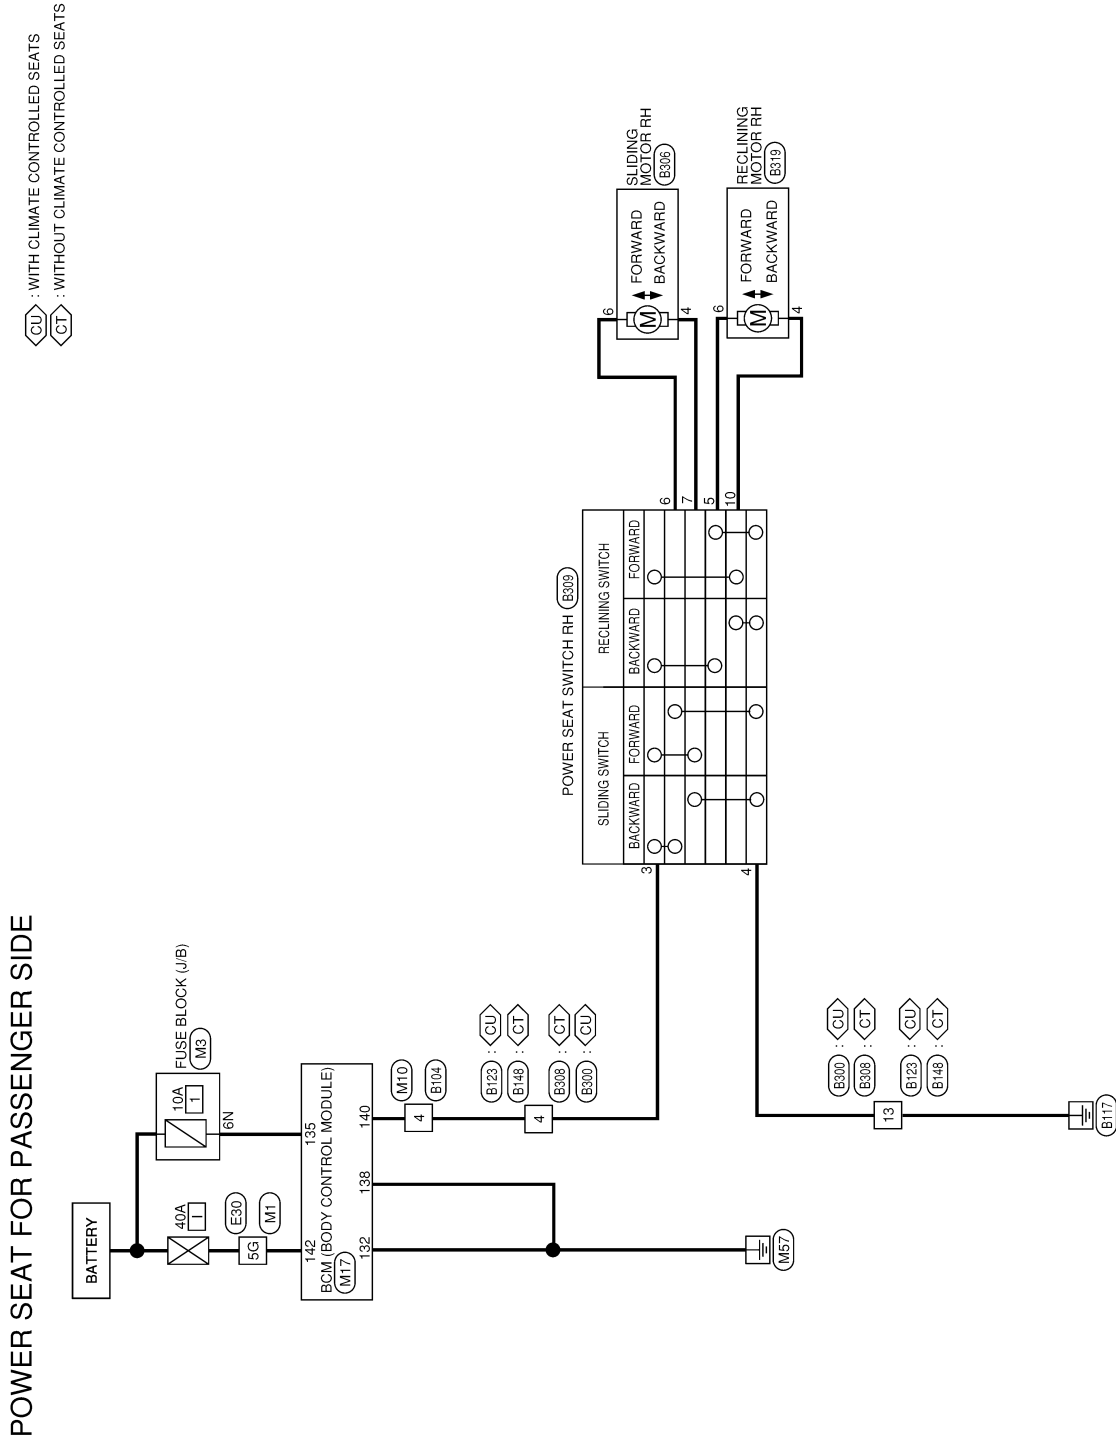 POWER SEAT FOR PASSENGER SIDE
CU : WITH CLIMATE CONTROLLED SEATS
CT : WITHOUT CLIMATE CONTROLLED SEATS
BATTERY
40A
I
5G
E30
M1
FUSE BLOCK (J/B)
M3
10A
1
6N
142
135
BCM (BODY CONTROL MODULE)
M17
132
138
140
M57
4
M10
B104
4
B123 : CU
B148 : CT
B308 : CT
B300 : CU
POWER SEAT SWITCH RH
B309
SLIDING SWITCH
RECLINING SWITCH
BACKWARD
FORWARD
BACKWARD
FORWARD
3
4
6
7
5
10
SLIDING
MOTOR RH
B306
6
M
FORWARD
BACKWARD
4
RECLINING
MOTOR RH
B319
6
M
FORWARD
BACKWARD
4
13
B300 : CU
B308 : CT
B123 : CU
B148 : CT
B117